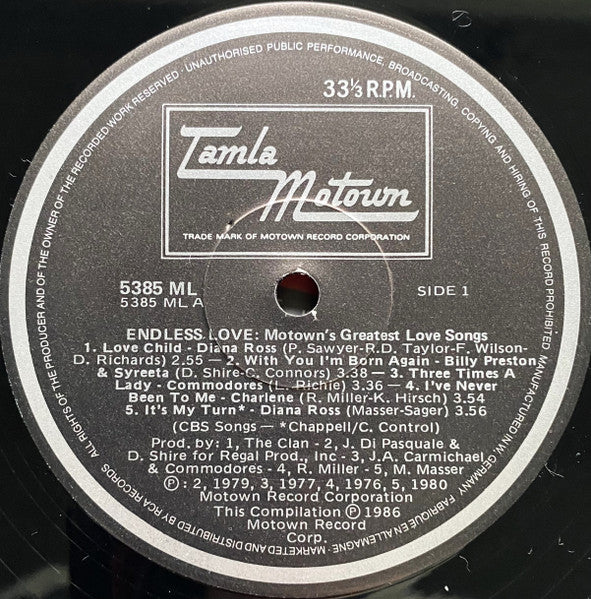 33⅓ R.P.M.
Tamla
Motown
TRADE MARK OF MOTOWN RECORD CORPORATION
5385 ML
5385 ML A
SIDE 1
ENDLESS LOVE: Motown's Greatest Love Songs
1. Love Child - Diana Ross (P. Sawyer-R.D. Taylor-F. Wilson-
D. Richards) 2.55 — 2. With You I'm Born Again - Billy Preston
& Syreeta (D. Shire-C. Connors) 3.38 — 3. Three Times A
Lady - Commodores (L. Richie) 3.36 — 4. I've Never
Been To Me - Charlene (R. Miller-K. Hirsch) 3.54
5. It's My Turn* - Diana Ross (Masser-Sager) 3.56
(CBS Songs — *Chappell/C. Control)
Prod. by: 1, The Clan - 2, J. Di Pasquale &
D. Shire for Regal Prod., Inc - 3, J.A. Carmichael
& Commodores - 4, R. Miller - 5, M. Masser
℗: 2, 1979, 3, 1977, 4, 1976, 5, 1980
Motown Record Corporation
This Compilation ℗ 1986
Motown Record
Corp.
ALL RIGHTS OF THE PRODUCER AND OF THE OWNER OF THE RECORDED WORK RESERVED · UNAUTHORISED PUBLIC PERFORMANCE, BROADCASTING, COPYING AND HIRING OF THIS RECORD PROHIBITED · MANUFACTURED IN W. GERMANY · FABRIQUE EN ALLEMAGNE · MARKETED AND DISTRIBUTED BY RCA RECORDS.